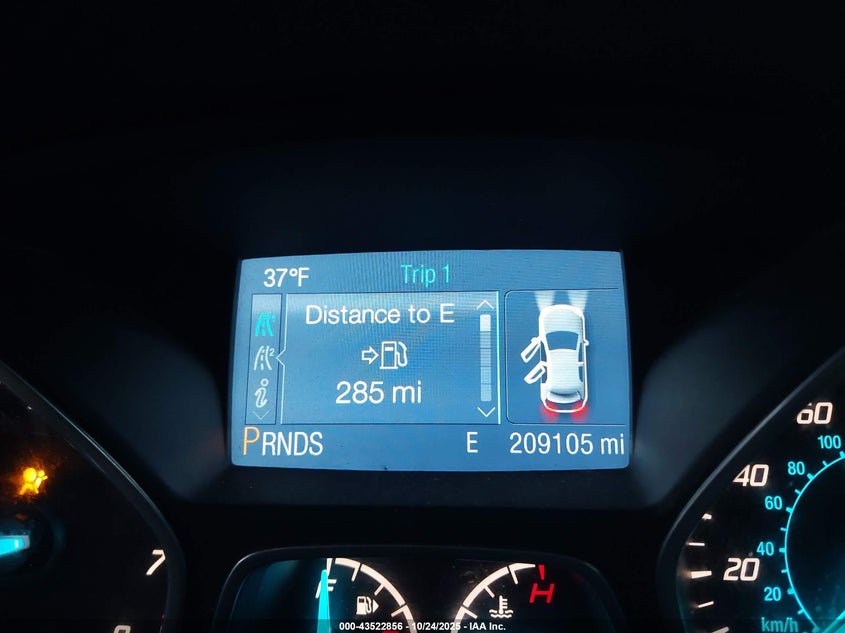 37°F Trip 1
Distance to E
2
i
285 mi
PRNDS E 209105 mi
60
100
40 80
60
7 40
20
20
F H
km/h
000-43522856 - 10/24/2025 - IAA Inc.